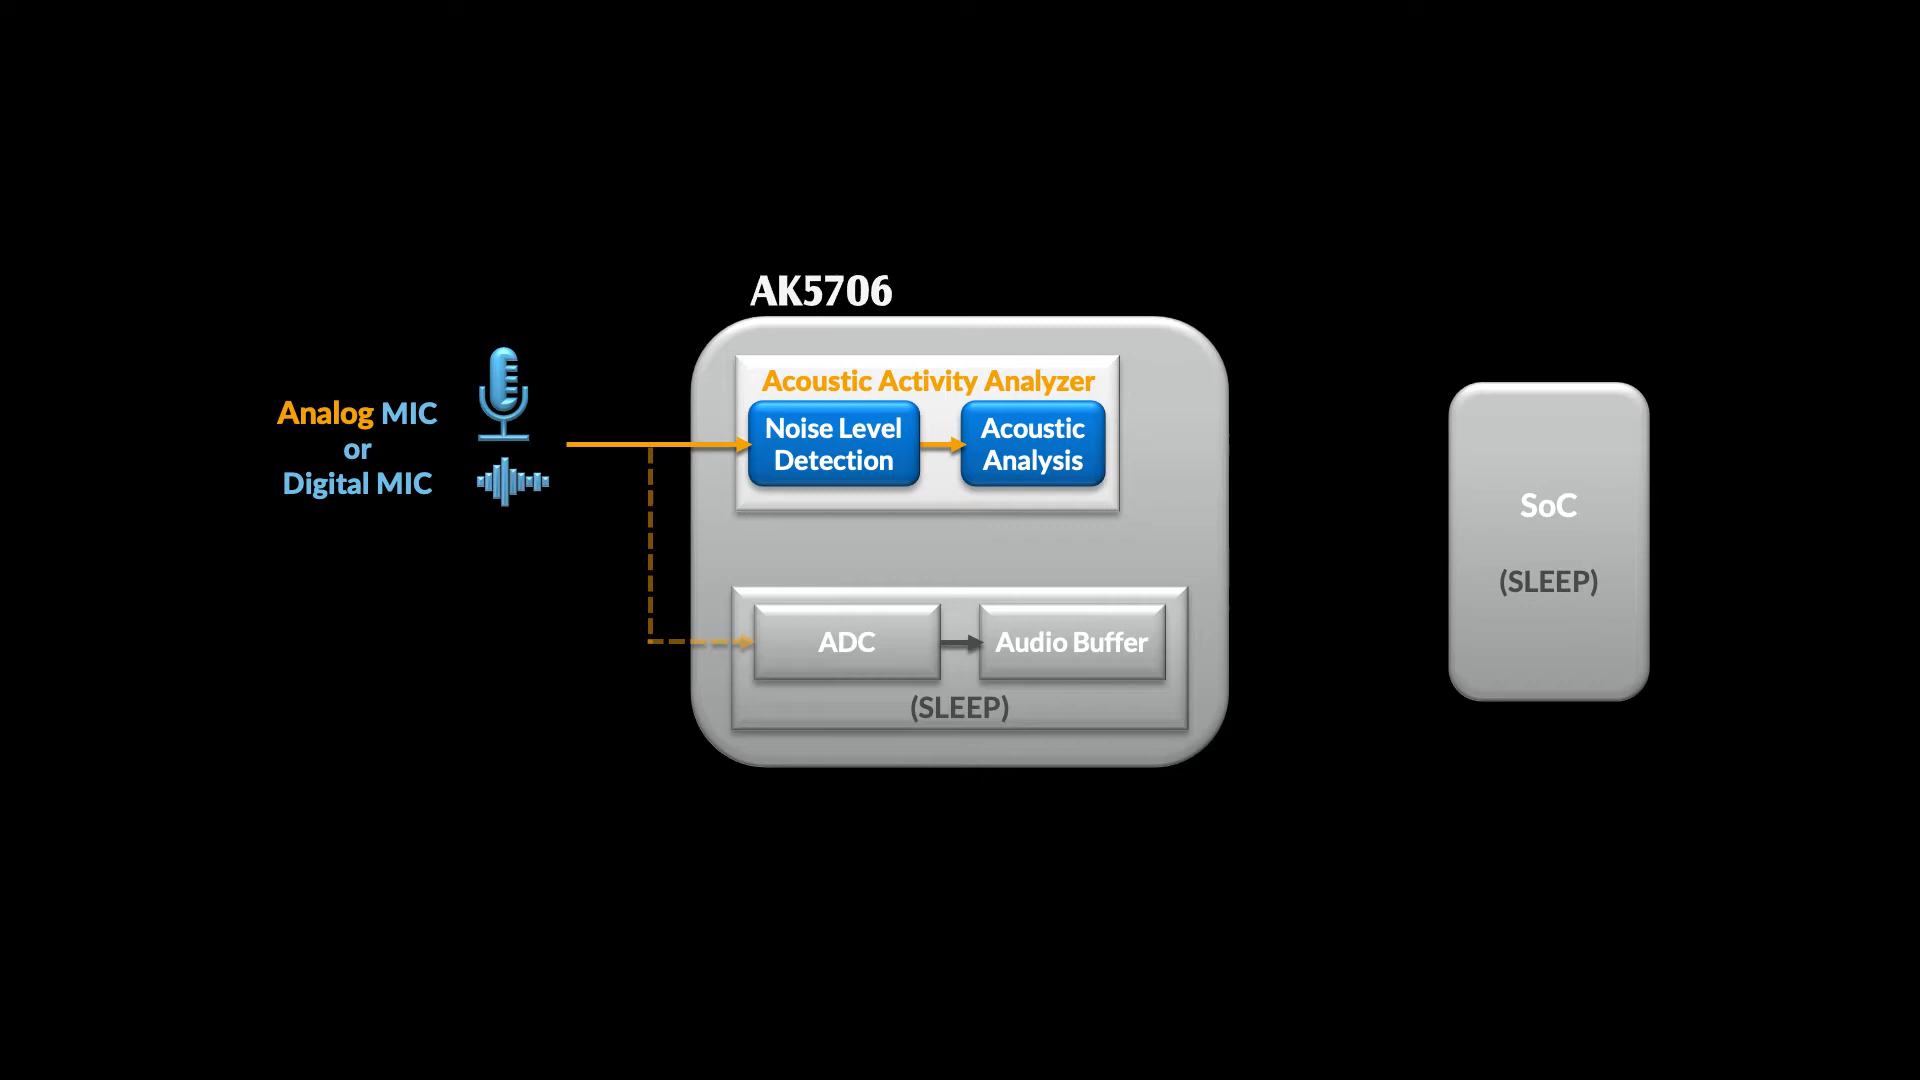 AK5706
Analog MIC
or
Digital MIC
Acoustic Activity Analyzer
Noise Level
Detection
Acoustic
Analysis
ADC
Audio Buffer
(SLEEP)
SoC
(SLEEP)